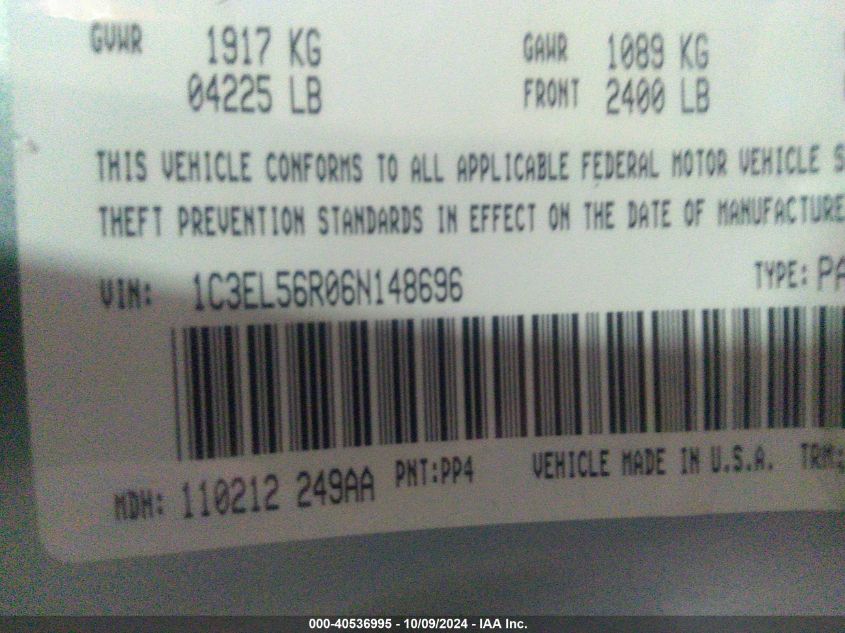 GVWR 1917 KG GAWR 1089 KG
04225 LB FRONT 2400 LB
THIS VEHICLE CONFORMS TO ALL APPLICABLE FEDERAL MOTOR VEHICLE S
THEFT PREVENTION STANDARDS IN EFFECT ON THE DATE OF MANUFACTURE
VIN: 1C3EL56R06N148696 TYPE: PA
MDH: 110212 249AA PNT:PP4 VEHICLE MADE IN U.S.A. TRM:
000-40536995 - 10/09/2024 - IAA Inc.